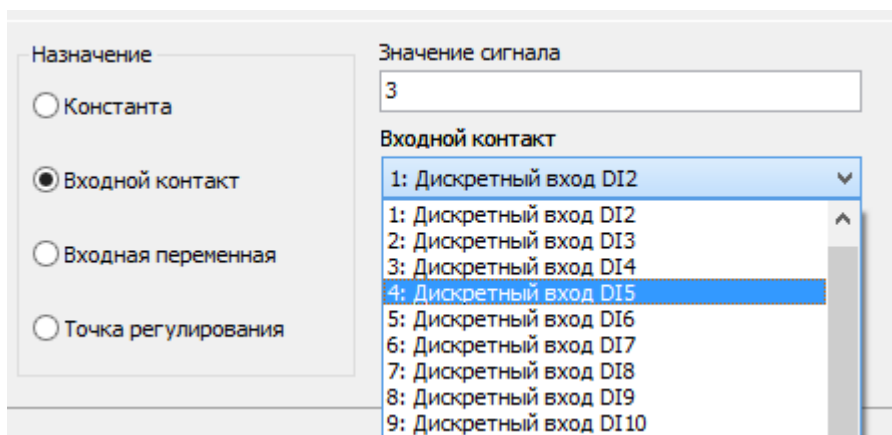 Назначение
Константа
Входной контакт
Входная переменная
Точка регулирования
Значение сигнала
3
Входной контакт
1: Дискретный вход DI2
1: Дискретный вход DI2
2: Дискретный вход DI3
3: Дискретный вход DI4
4: Дискретный вход DI5
5: Дискретный вход DI6
6: Дискретный вход DI7
7: Дискретный вход DI8
8: Дискретный вход DI9
9: Дискретный вход DI10